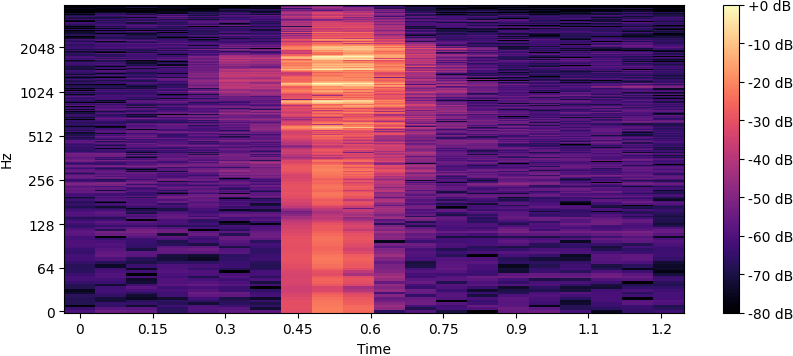 +0 dB
2048
-10 dB
1024
-20 dB
512
-30 dB
Hz
-40 dB
256
-50 dB
128
-60 dB
64
-70 dB
0
-80 dB
0 0.15 0.3 0.45 0.6 0.75 0.9 1.1 1.2
Time